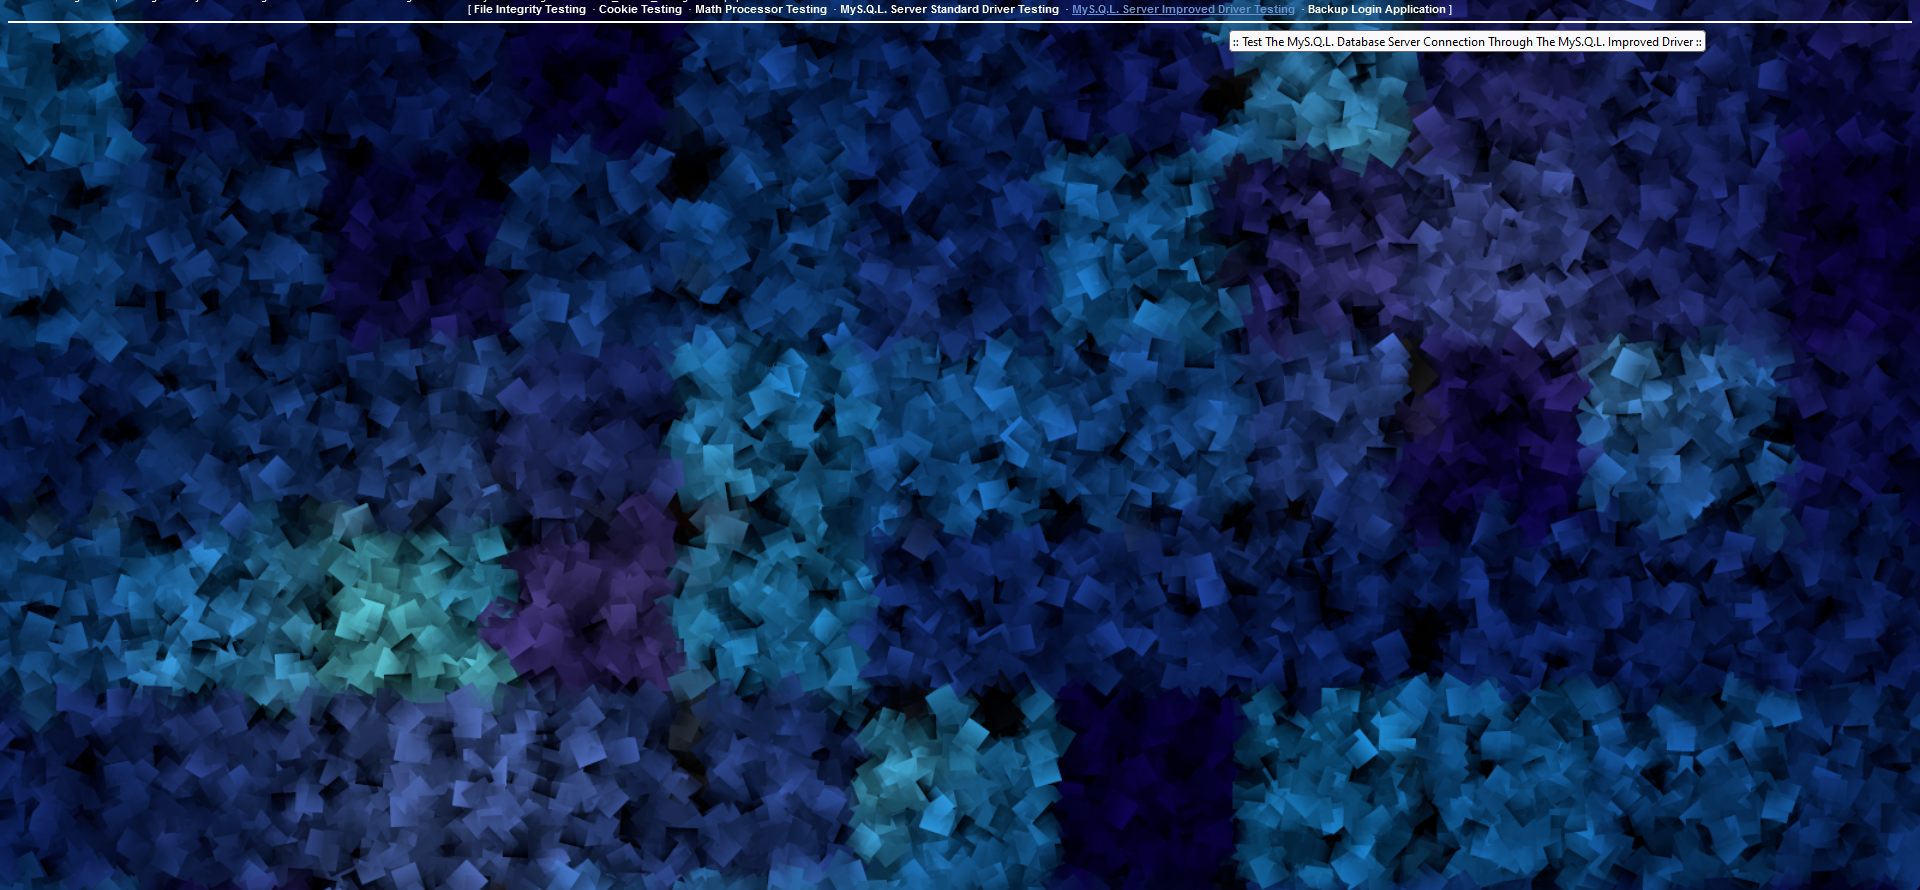 [ File Integrity Testing · Cookie Testing · Math Processor Testing · MyS.Q.L. Server Standard Driver Testing · MyS.Q.L. Server Improved Driver Testing · Backup Login Application ]
:: Test The MyS.Q.L. Database Server Connection Through The MyS.Q.L. Improved Driver ::